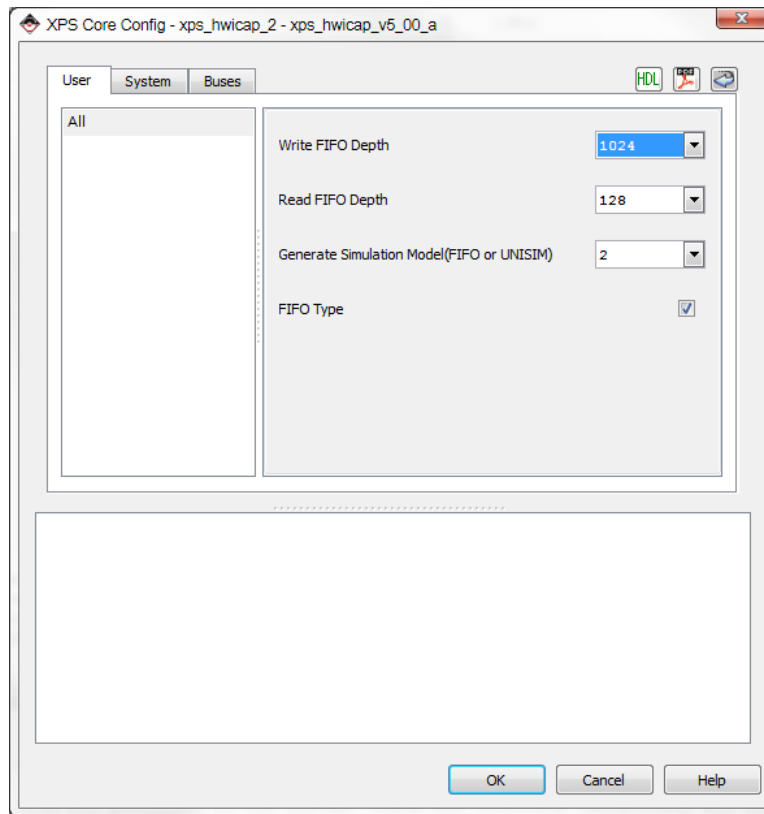 XPS Core Config - xps_hwicap_2 - xps_hwicap_v5_00_a
User System Buses HDL PDF
All
Write FIFO Depth 1024
Read FIFO Depth 128
Generate Simulation Model(FIFO or UNISIM) 2
FIFO Type
OK Cancel Help